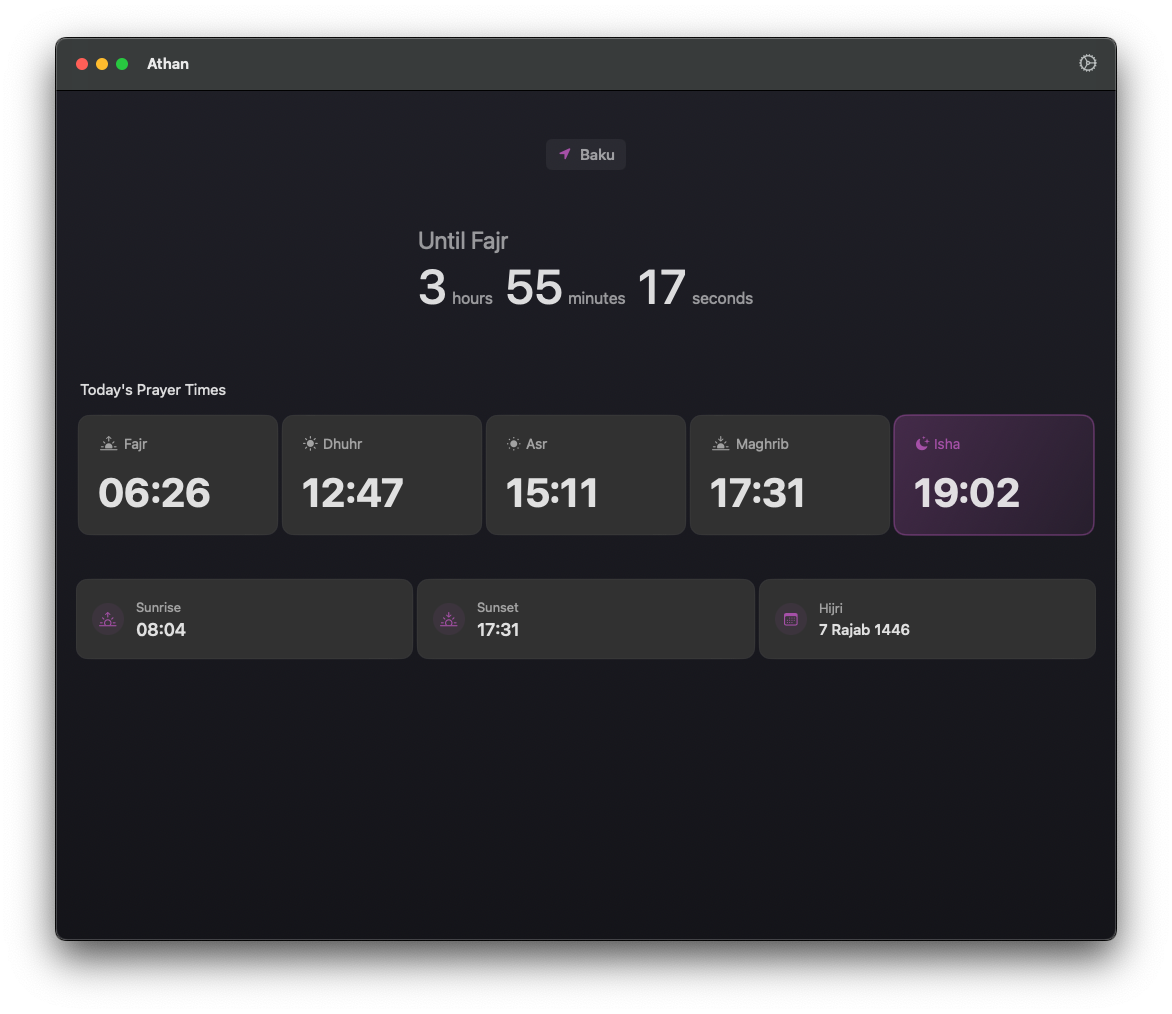 Athan
Baku
Until Fajr
3 hours 55 minutes 17 seconds
Today's Prayer Times
Fajr
06:26
Dhuhr
12:47
Asr
15:11
Maghrib
17:31
Isha
19:02
Sunrise
08:04
Sunset
17:31
Hijri
7 Rajab 1446